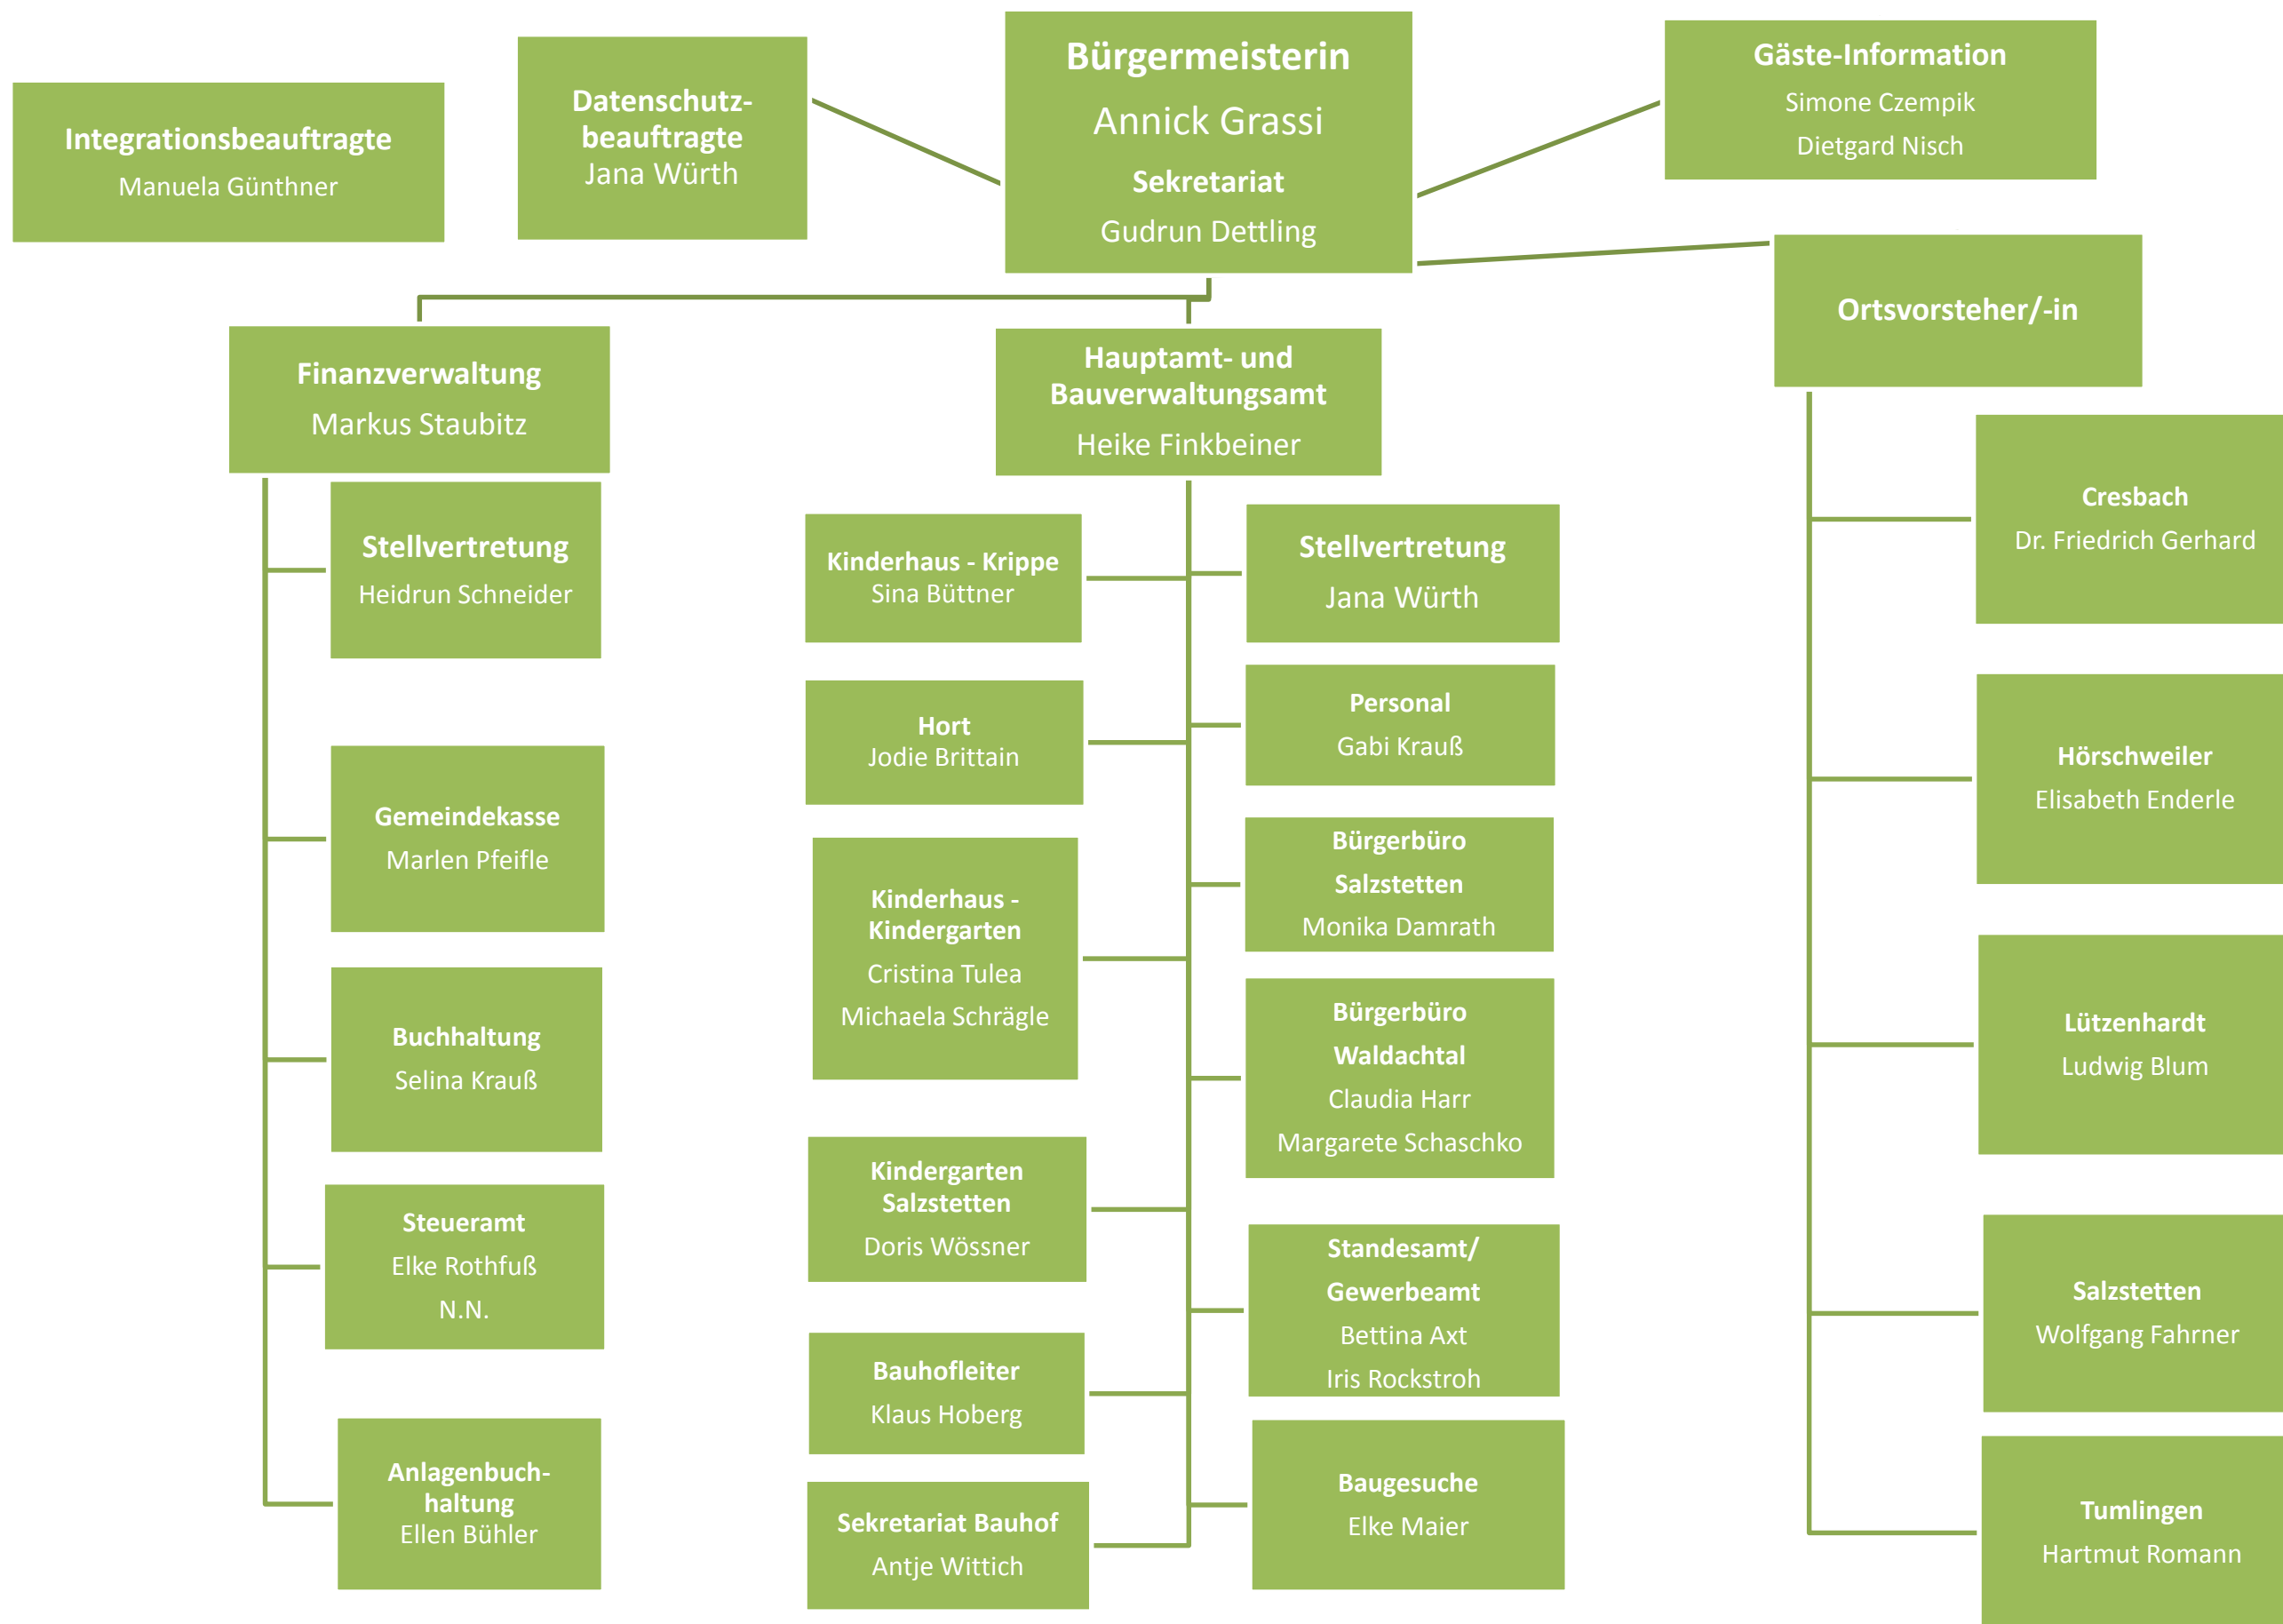 Integrationsbeauftragte
Manuela Günthner
Datenschutz-
beauftragte
Jana Würth
Bürgermeisterin
Annick Grassi
Sekretariat
Gudrun Dettling
Gäste-Information
Simone Czempik
Dietgard Nisch
Finanzverwaltung
Markus Staubitz
Stellvertretung
Heidrun Schneider
Gemeindekasse
Marlen Pfeifle
Buchhaltung
Selina Krauß
Steueramt
Elke Rothfuß
N.N.
Anlagenbuch-
haltung
Ellen Bühler
Hauptamt- und
Bauverwaltungsamt
Heike Finkbeiner
Kinderhaus - Krippe
Sina Büttner
Hort
Jodie Brittain
Kinderhaus -
Kindergarten
Cristina Tulea
Michaela Schrägle
Kindergarten
Salzstetten
Doris Wössner
Bauhofleiter
Klaus Hoberg
Sekretariat Bauhof
Antje Wittich
Stellvertretung
Jana Würth
Personal
Gabi Krauß
Bürgerbüro
Salzstetten
Monika Damrath
Bürgerbüro
Waldachtal
Claudia Harr
Margarete Schaschko
Standesamt/
Gewerbeamt
Bettina Axt
Iris Rockstroh
Baugesuche
Elke Maier
Ortsvorsteher/-in
Cresbach
Dr. Friedrich Gerhard
Hörschweiler
Elisabeth Enderle
Lützenhardt
Ludwig Blum
Salzstetten
Wolfgang Fahrner
Tumlingen
Hartmut Romann